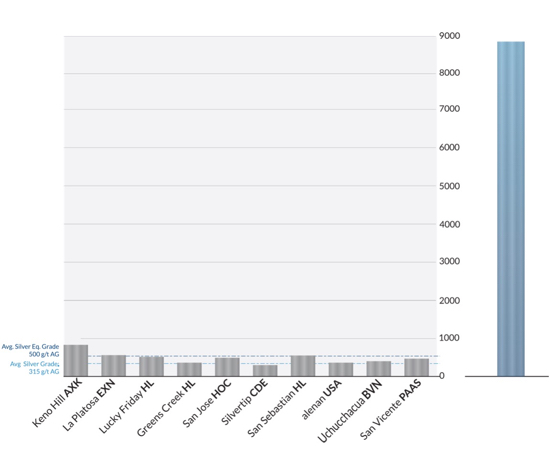 9000
8000
7000
6000
5000
4000
3000
2000
1000
0
Avg. Silver Eq. Grade
500 g/t AG
Avg. Silver Grade,
315 g/t AG
Keno Hill AXK
La Platosa EXN
Lucky Friday HL
Greens Creek HL
San Jose HOC
Silvertip CDE
San Sebastian HL
alenan USA
Uchucchacua BVN
San Vicente PAAS